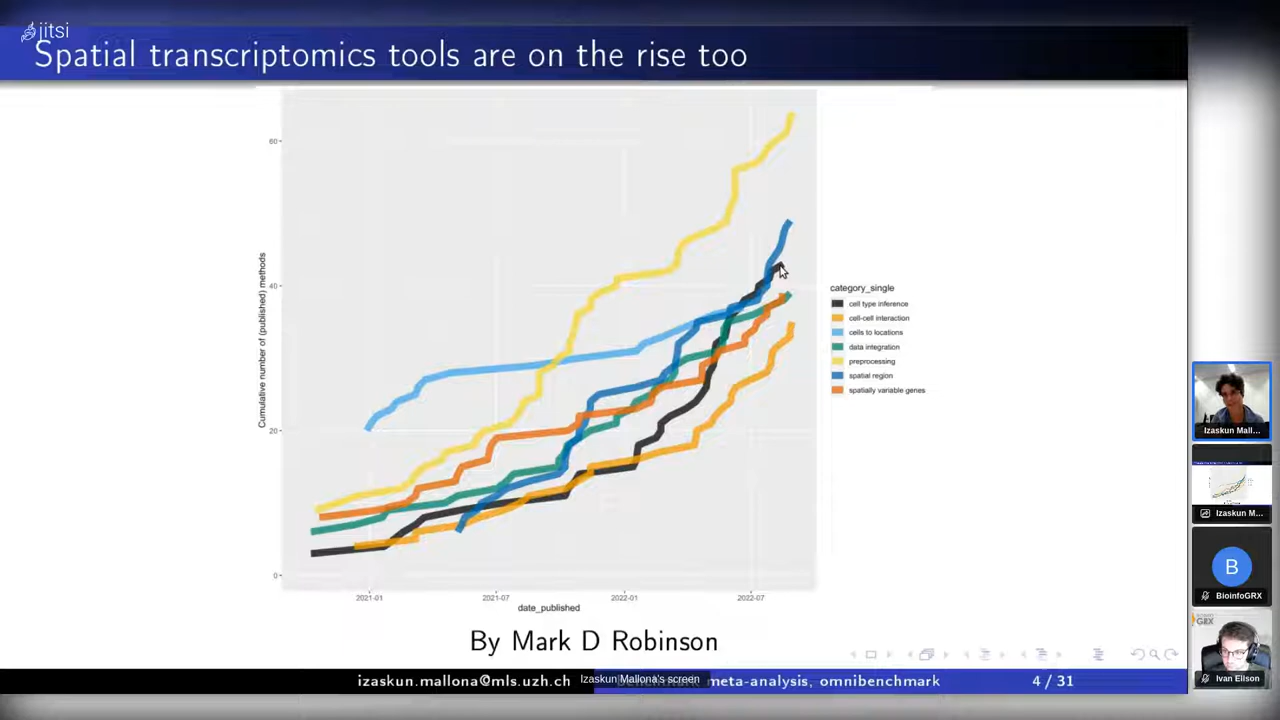 jitsi
Spatial transcriptomics tools are on the rise too
60
40
20
0
Cumulative number of (published) methods
2021-01
2021-07
2022-01
2022-07
date_published
category_single
cell type inference
cell-cell interaction
cells to locations
data integration
preprocessing
spatial region
spatially variable genes
By Mark D Robinson
izaskun.mallona@mls.uzh.ch
Izaskun Mallona's screen
meta-analysis, omnibenchmark
4 / 31
Izaskun Mall...
Izaskun M...
B
BioinfoGRX
GRX
Ivan Ellson